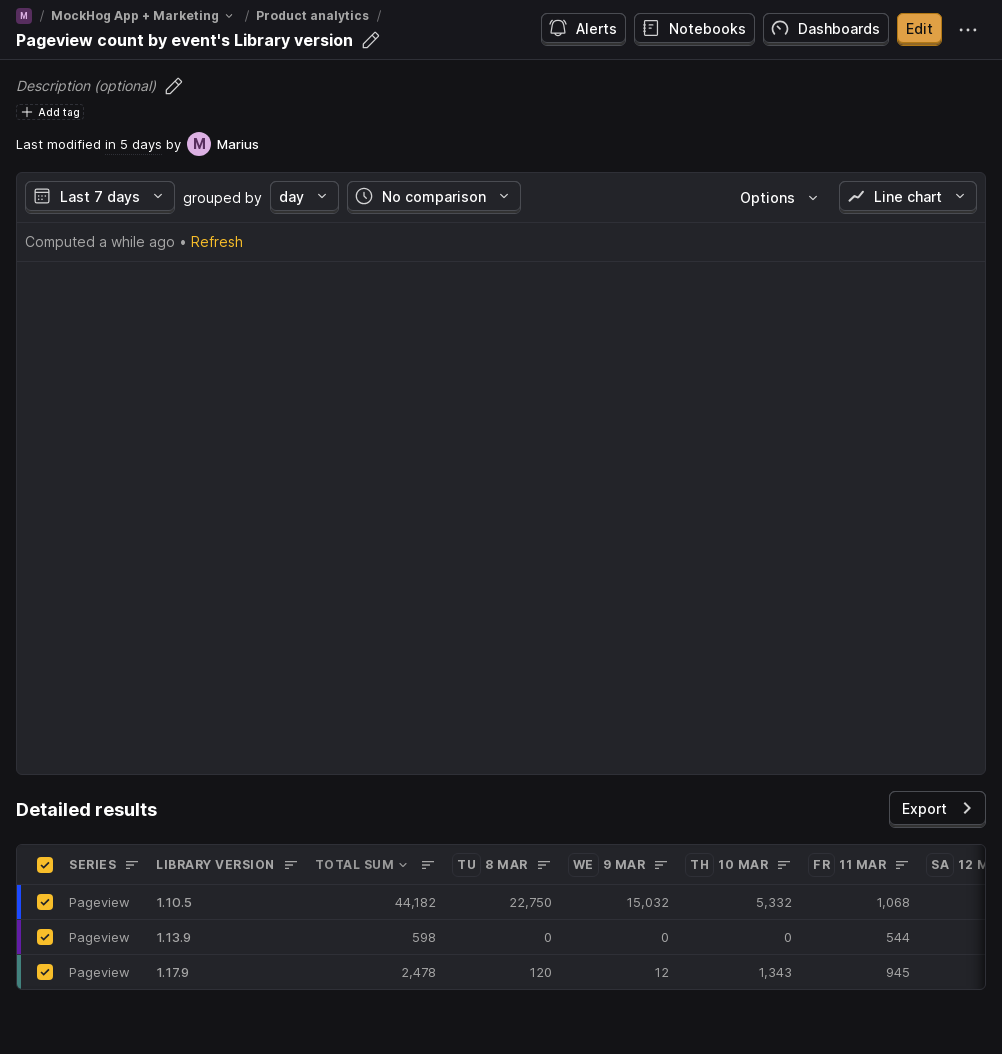 M / MockHog App + Marketing / Product analytics /
Pageview count by event's Library version
Alerts Notebooks Dashboards Edit
Description (optional)
Add tag
Last modified in 5 days by M Marius
Last 7 days grouped by day No comparison Options Line chart
Computed a while ago • Refresh
Detailed results
Export
SERIES LIBRARY VERSION TOTAL SUM TU 8 MAR WE 9 MAR TH 10 MAR FR 11 MAR SA 12 M
Pageview 1.10.5 44,182 22,750 15,032 5,332 1,068
Pageview 1.13.9 598 0 0 0 544
Pageview 1.17.9 2,478 120 12 1,343 945